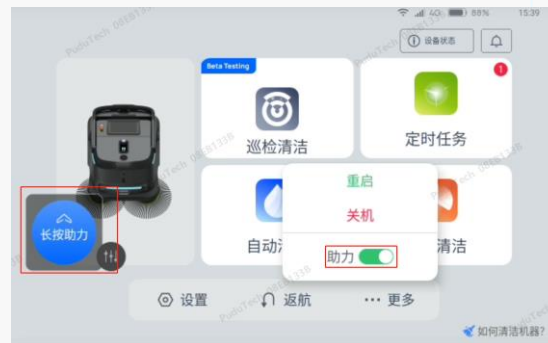 4G 88% 15:39
设备状态
Beta Testing
1
巡检清洁
定时任务
重启
关机
长按助力
自动
助力
清洁
设置
返航
更多
如何清洁机器?
PuduTech